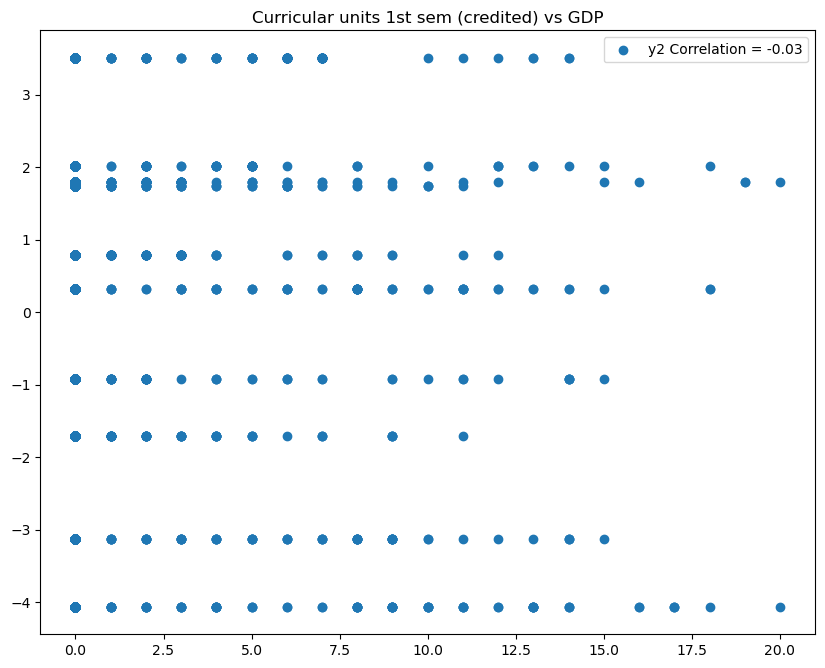 Curricular units 1st sem (credited) vs GDP
y2 Correlation = -0.03
3
2
1
0
−1
−2
−3
−4
0.0 2.5 5.0 7.5 10.0 12.5 15.0 17.5 20.0